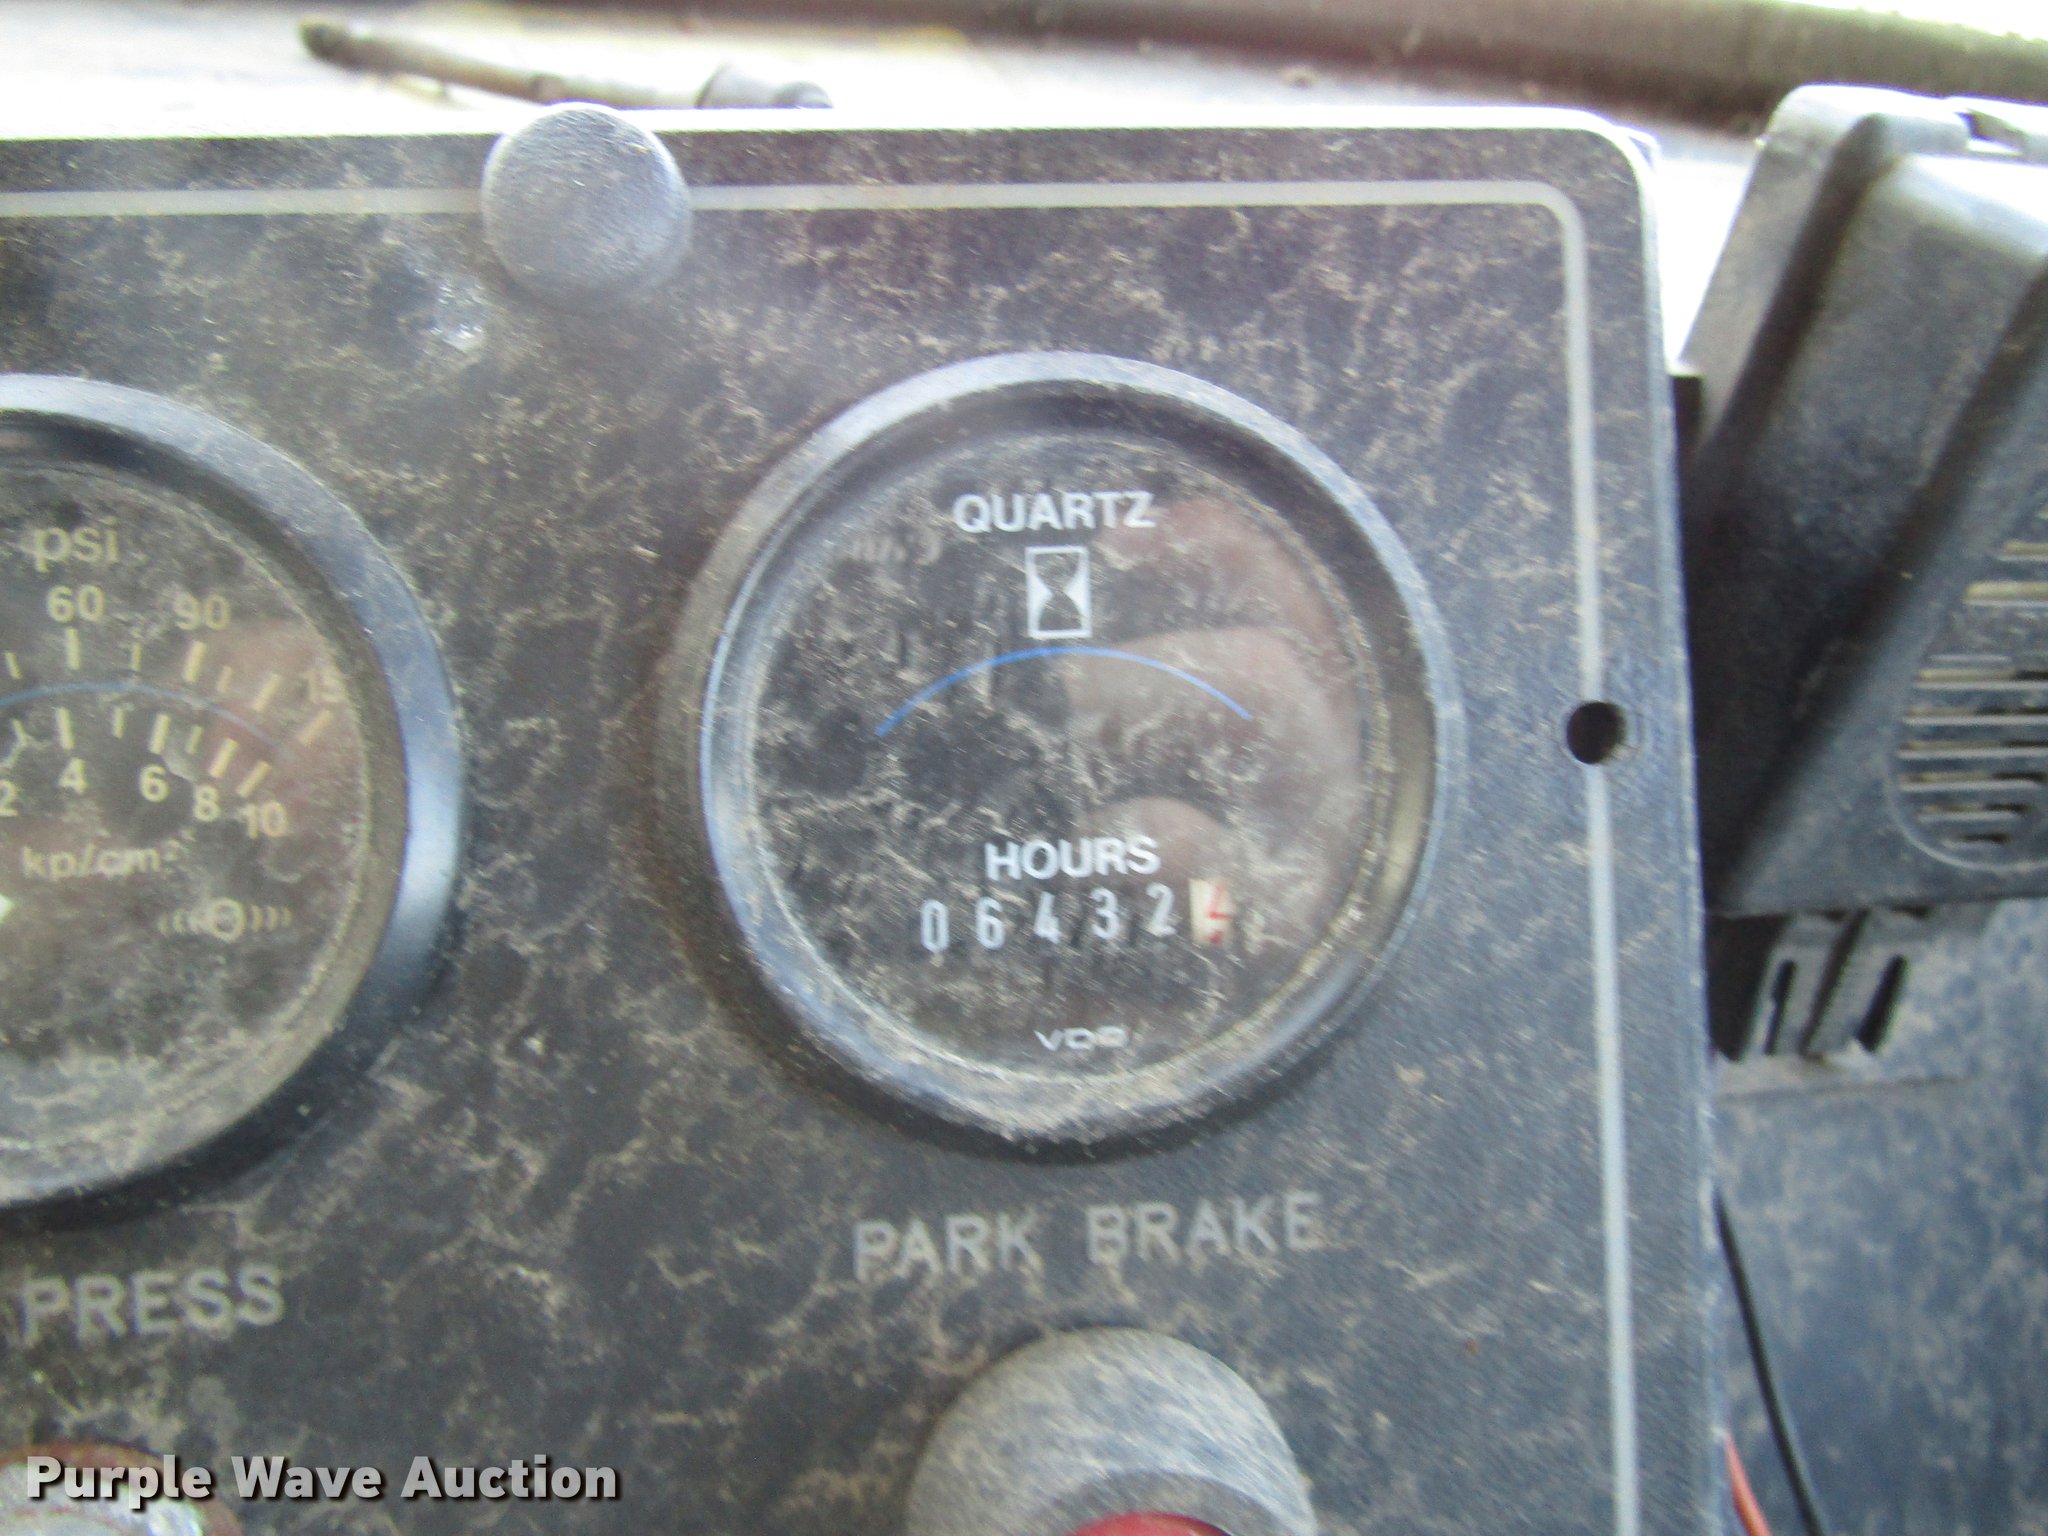 psi
60 90 15
2 4 6 8 10
kp/cm²
PRESS
QUARTZ
HOURS
06432
VDO
PARK BRAKE
Purple Wave Auction